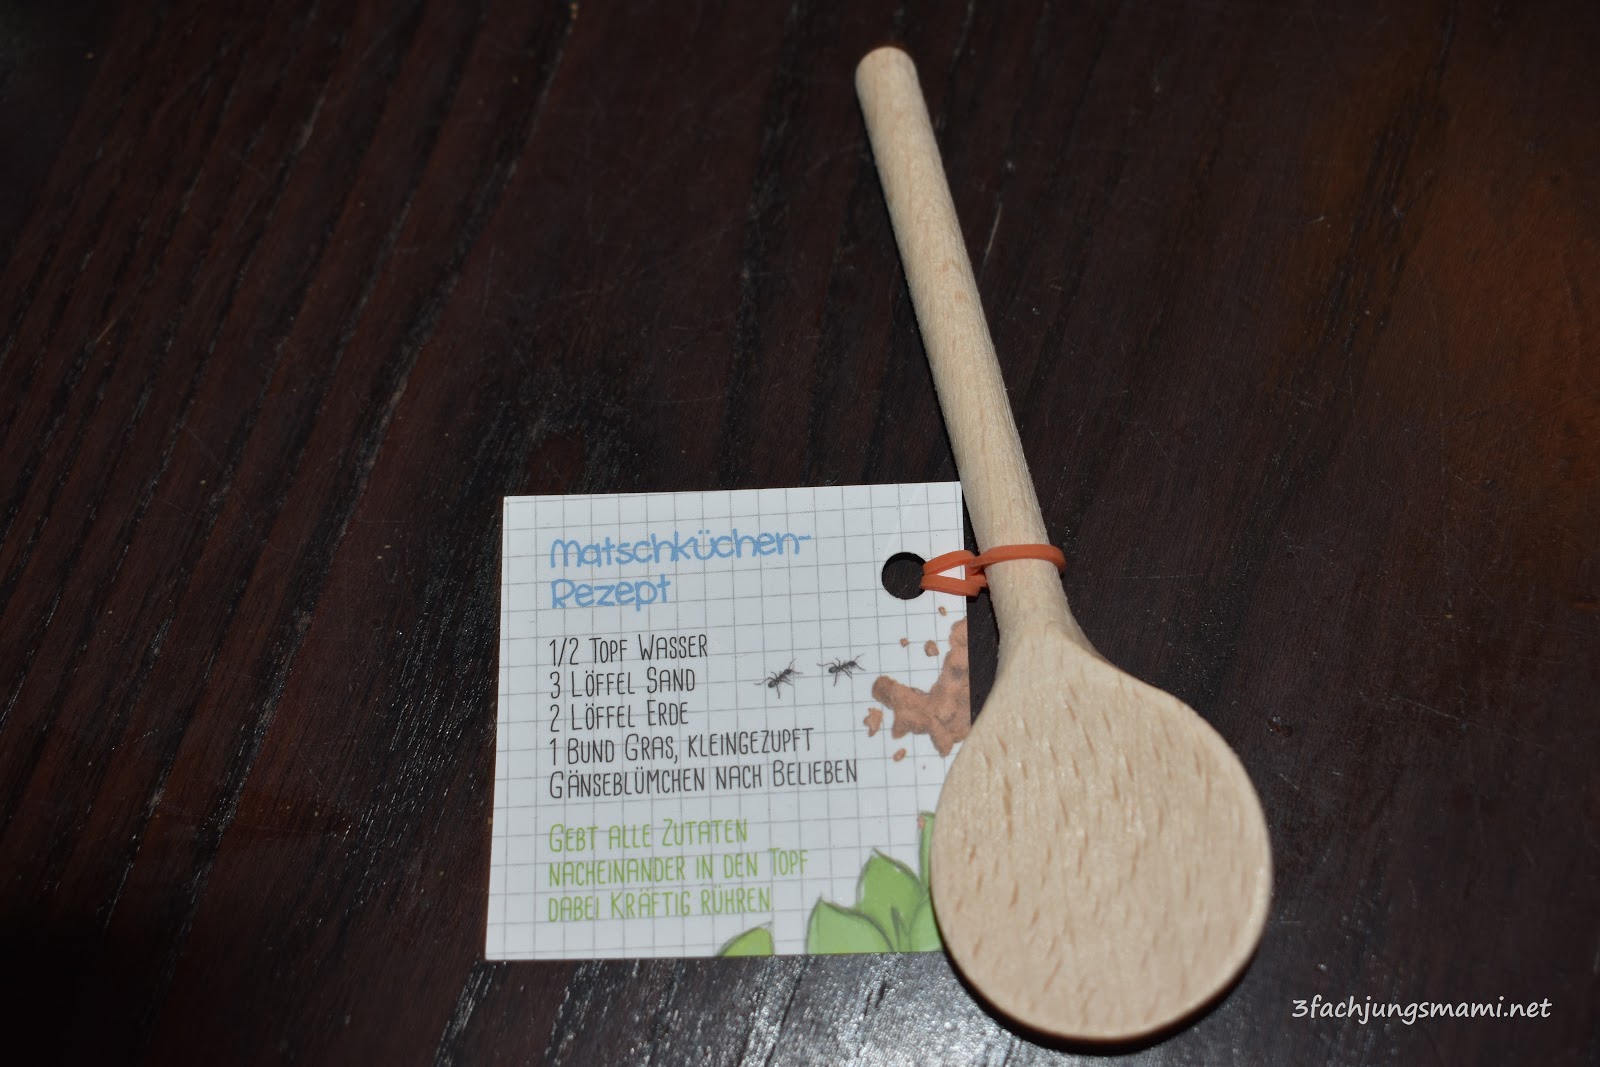 Matschküchen-
Rezept
1/2 Topf Wasser
3 Löffel Sand
2 Löffel Erde
1 Bund Gras, kleingezupft
Gänseblümchen nach Belieben
Gebt alle Zutaten
nacheinander in den Topf
dabei kräftig rühren
3fachjungsmami.net